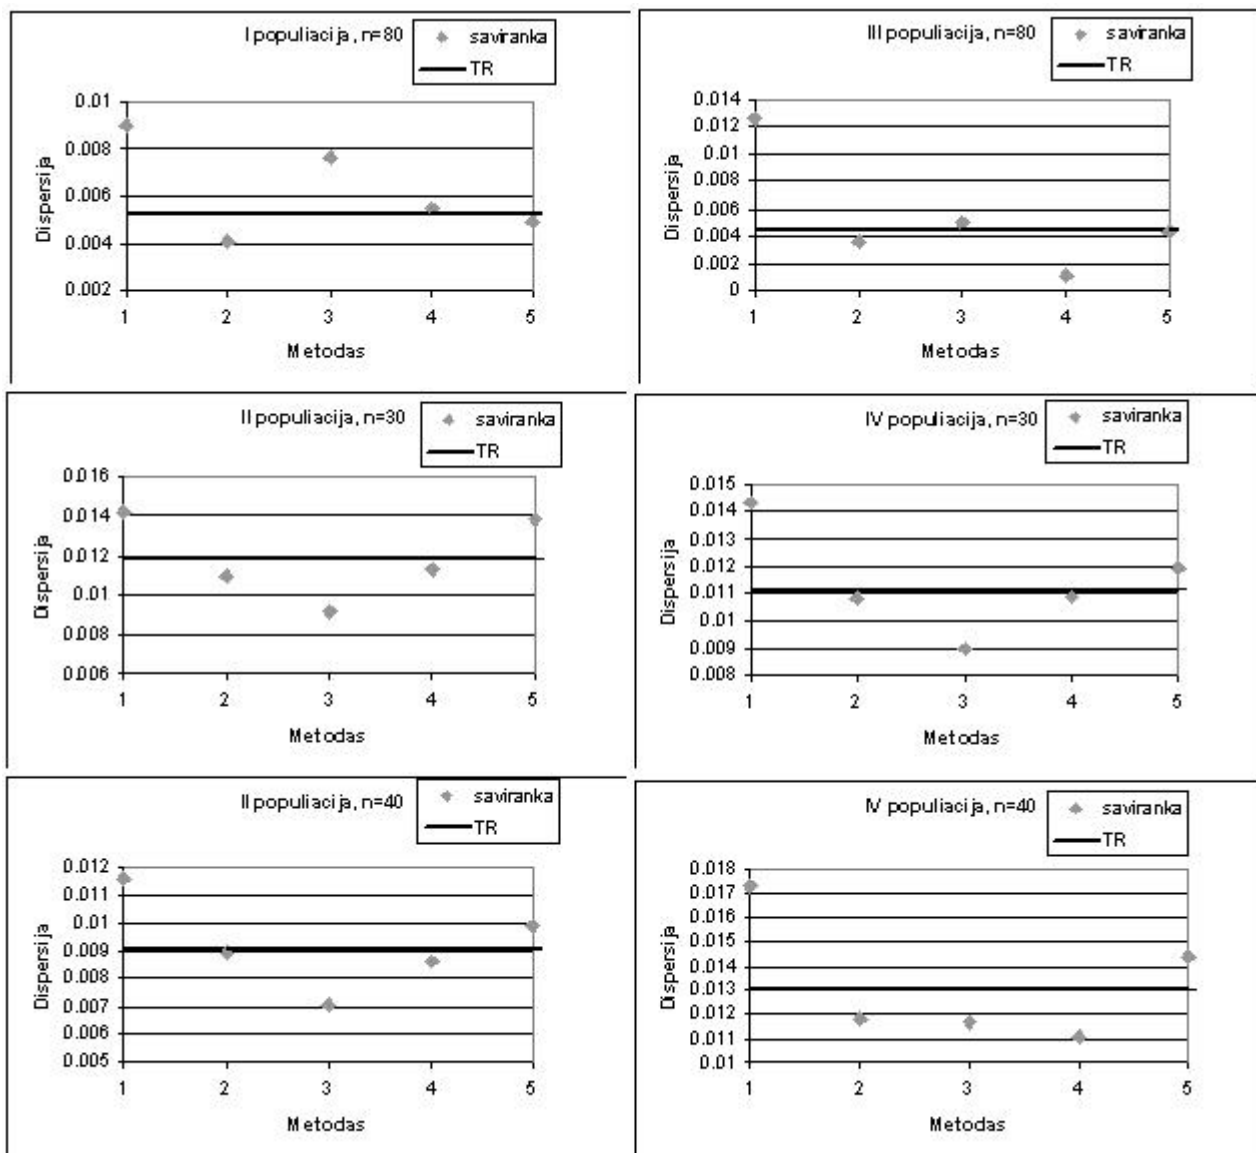 I populiacija, n=80
saviranka
TR
0.01
0.008
0.006
0.004
0.002
Dispersija
1 2 3 4 5
Metodas
III populiacija, n=80
saviranka
TR
0.014
0.012
0.01
0.008
0.006
0.004
0.002
0
Dispersija
1 2 3 4 5
Metodas
II populiacija, n=30
saviranka
TR
0.016
0.014
0.012
0.01
0.008
0.006
Dispersija
1 2 3 4 5
Metodas
IV populiacija, n=30
saviranka
TR
0.015
0.014
0.013
0.012
0.011
0.01
0.009
0.008
Dispersija
1 2 3 4 5
Metodas
II populiacija, n=40
saviranka
TR
0.012
0.011
0.01
0.009
0.008
0.007
0.006
0.005
Dispersija
1 2 3 4 5
Metodas
IV populiacija, n=40
saviranka
TR
0.018
0.017
0.016
0.015
0.014
0.013
0.012
0.011
0.01
Dispersija
1 2 3 4 5
Metodas